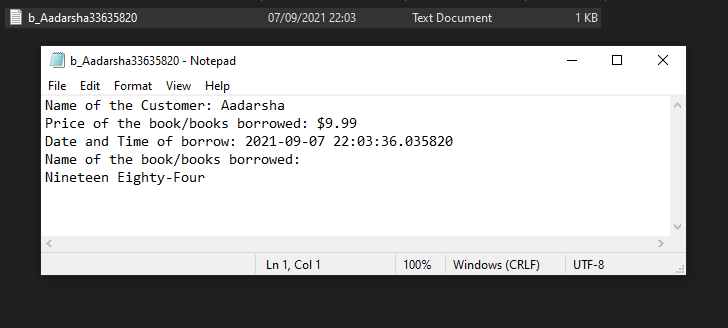 b_Aadarsha33635820 07/09/2021 22:03 Text Document 1 KB
b_Aadarsha33635820 - Notepad
File Edit Format View Help
Name of the Customer: Aadarsha
Price of the book/books borrowed: $9.99
Date and Time of borrow: 2021-09-07 22:03:36.035820
Name of the book/books borrowed:
Nineteen Eighty-Four
Ln 1, Col 1 100% Windows (CRLF) UTF-8